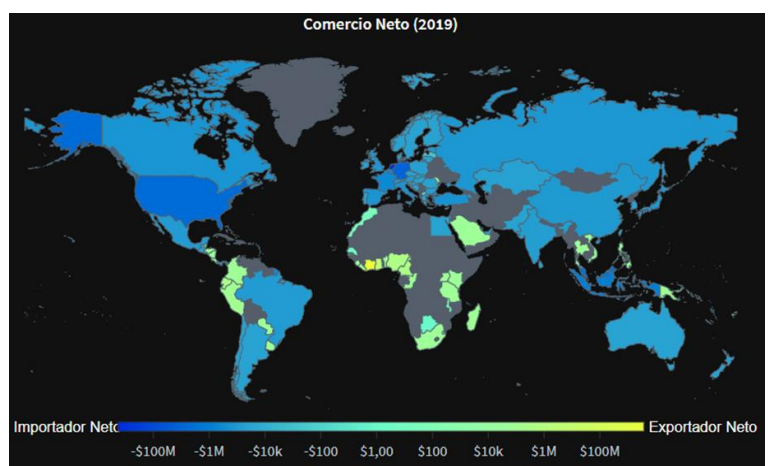 Comercio Neto (2019)
Importador Neto Exportador Neto
-$100M -$1M -$10k -$100 $1,00 $100 $10k $1M $100M